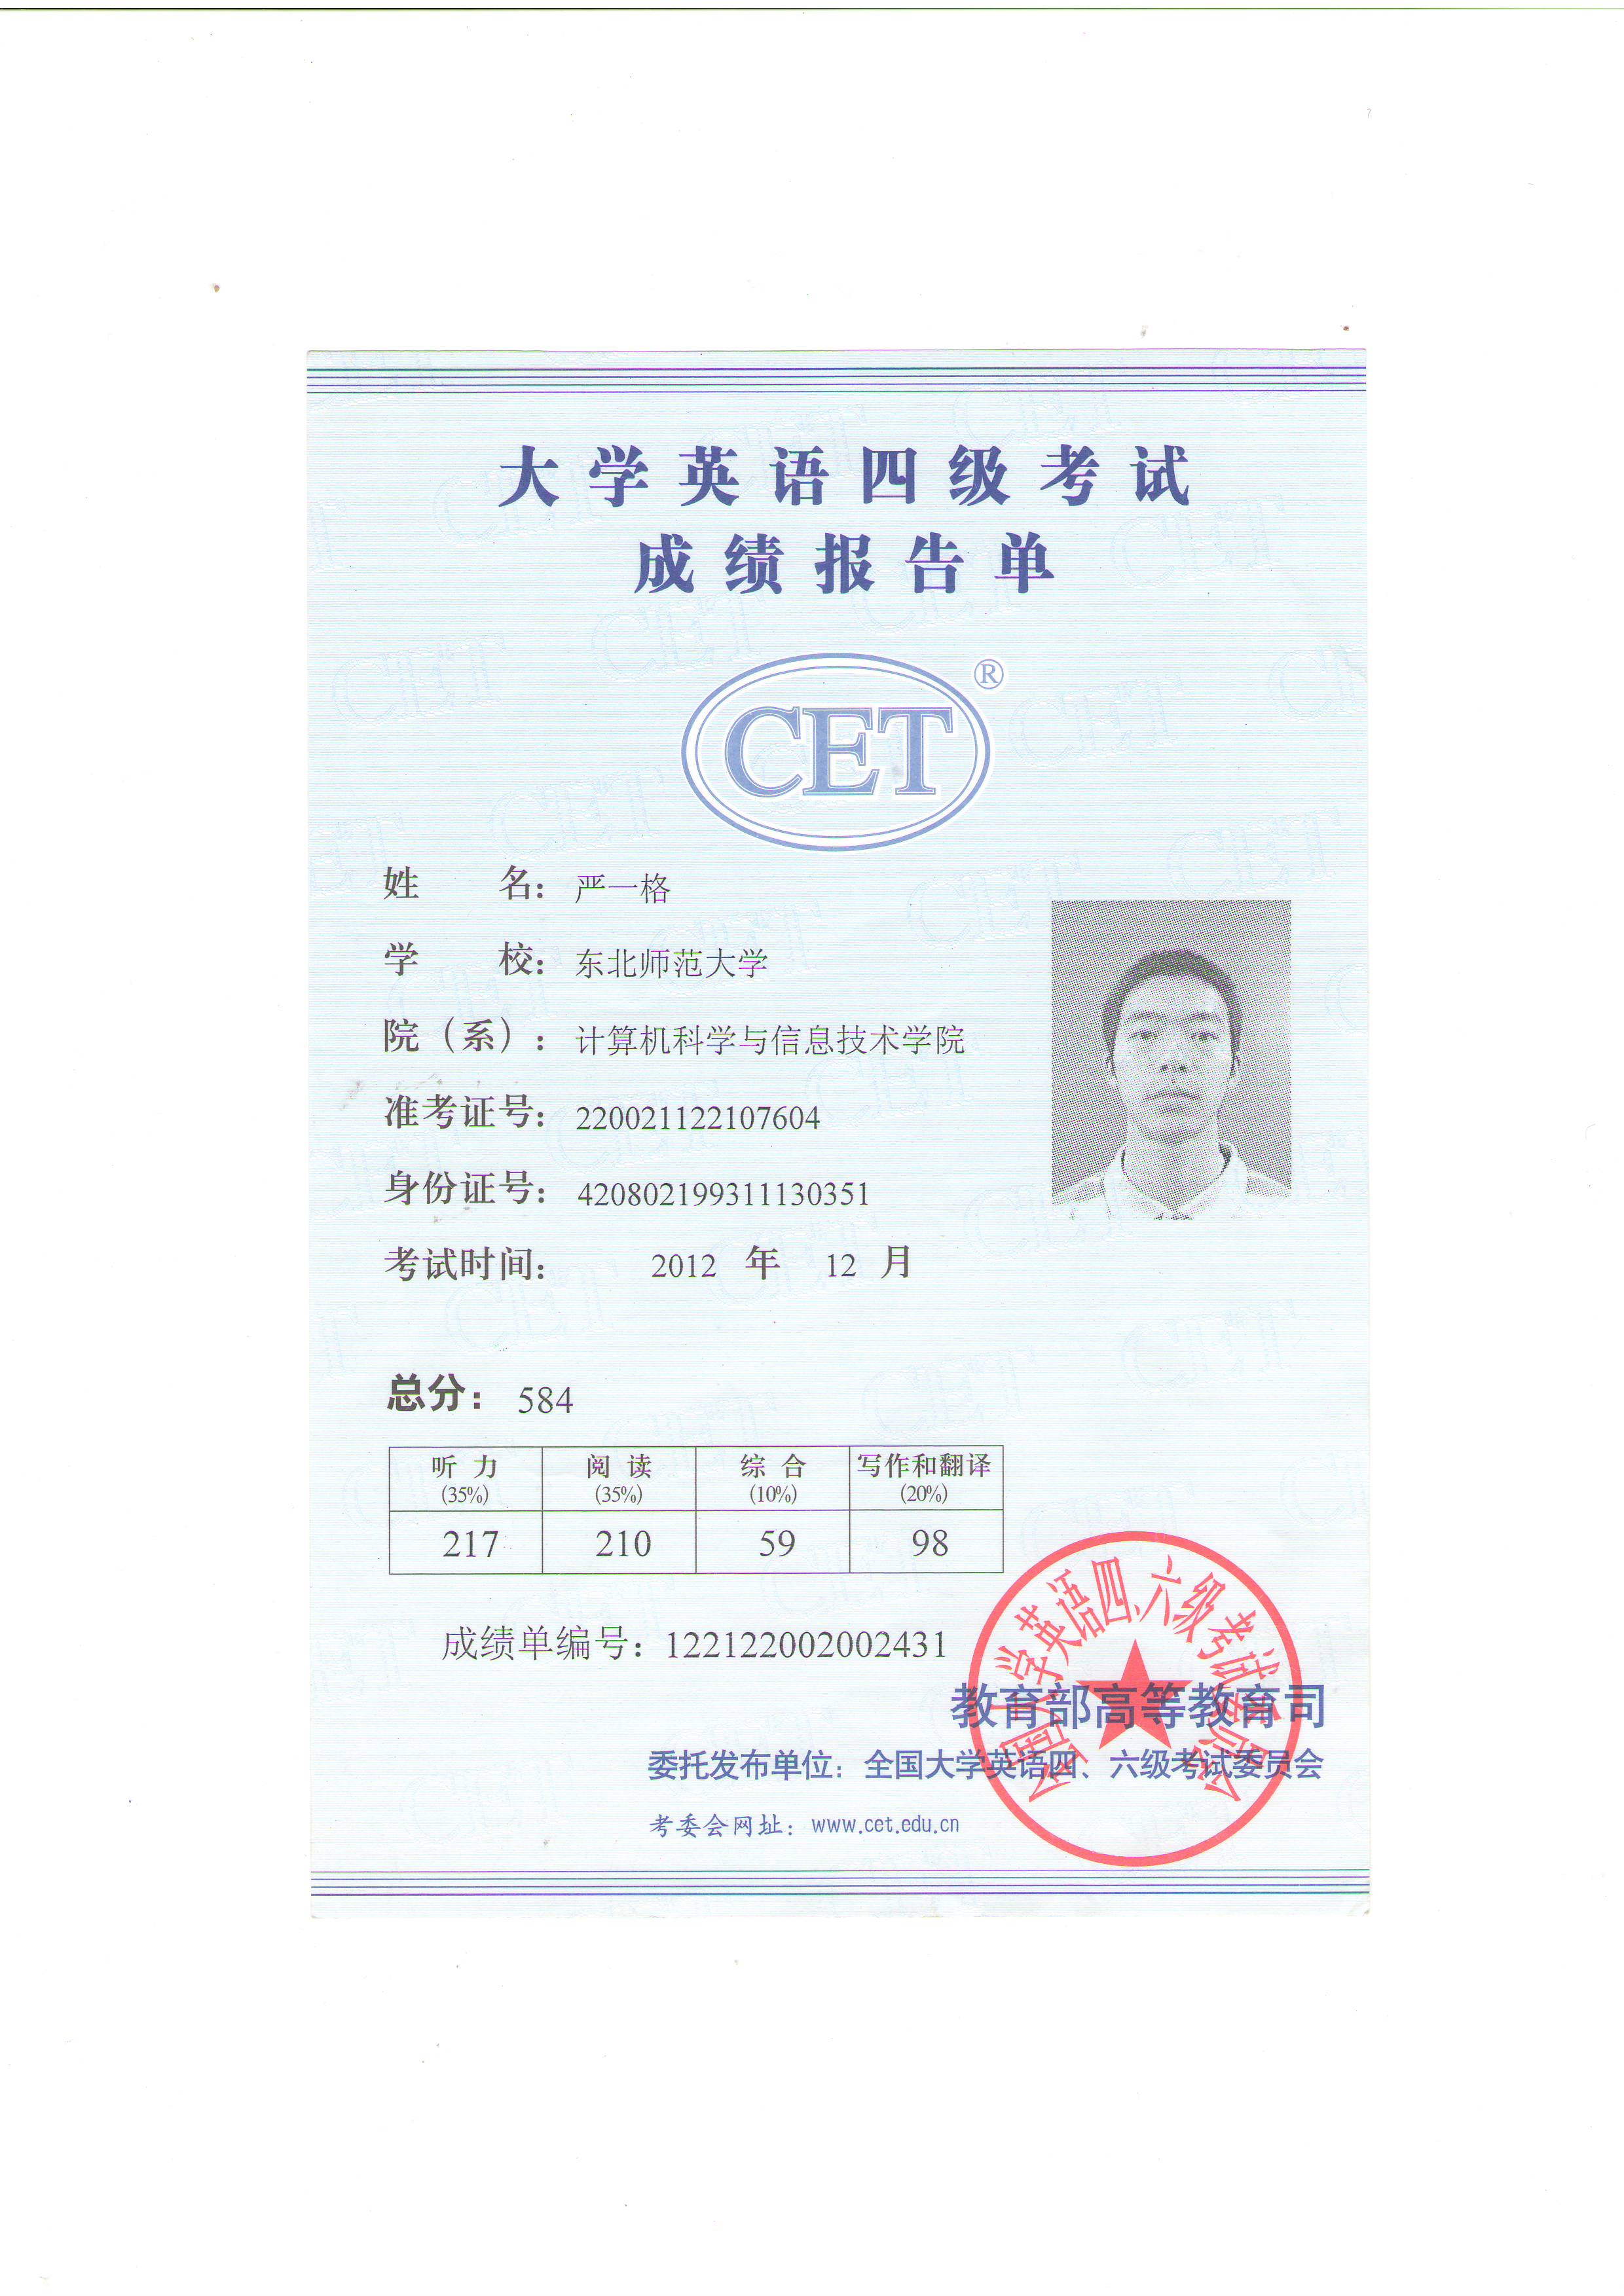 大学英语四级考试
成绩报告单
CET®
姓 名：严一格
学 校：东北师范大学
院（系）：计算机科学与信息技术学院
准考证号：220021122107604
身份证号：420802199311130351
考试时间： 2012 年 12 月
总分：584
听力 阅读 综合 写作和翻译
(35%) (35%) (10%) (20%)
217 210 59 98
成绩单编号：122122002002431
全国大学英语四、六级考试委员会
教育部高等教育司
委托发布单位：全国大学英语四、六级考试委员会
考委会网址：www.cet.edu.cn